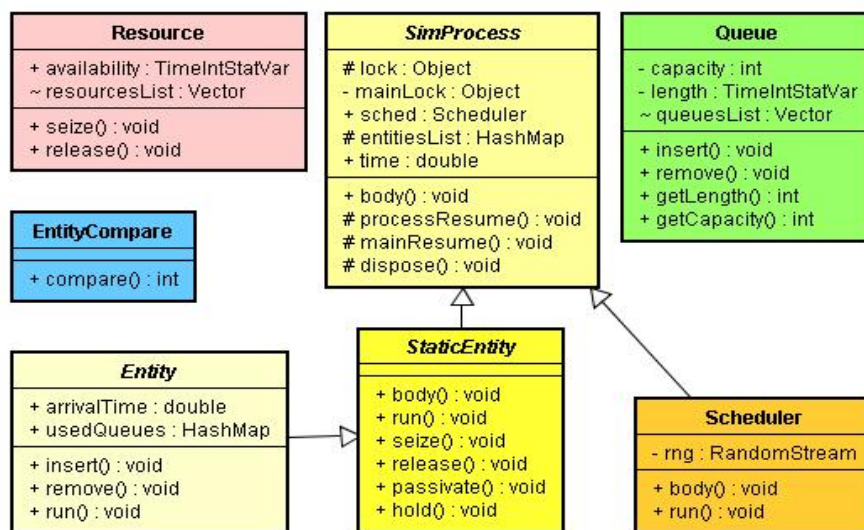 Resource
+ availability : TimeIntStatVar
~ resourcesList : Vector
+ seize() : void
+ release() : void
SimProcess
# lock : Object
- mainLock : Object
+ sched : Scheduler
# entitiesList : HashMap
+ time : double
+ body() : void
# processResume() : void
# mainResume() : void
# dispose() : void
Queue
- capacity : int
- length : TimeIntStatVar
~ queuesList : Vector
+ insert() : void
+ remove() : void
+ getLength() : int
+ getCapacity() : int
EntityCompare
+ compare() : int
Entity
+ arrivalTime : double
+ usedQueues : HashMap
+ insert() : void
+ remove() : void
+ run() : void
StaticEntity
+ body() : void
+ run() : void
+ seize() : void
+ release() : void
+ passivate() : void
+ hold() : void
Scheduler
- rng : RandomStream
+ body() : void
+ run() : void